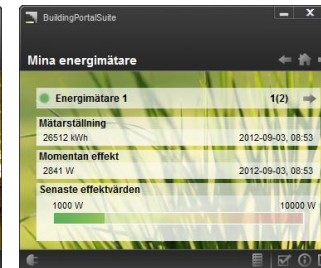 BuildingPortalSuite
Mina energimätare
Energimätare 1 1(2)
Mätarställning
26512 kWh 2012-09-03, 08:53
Momentan effekt
2841 W 2012-09-03, 08:53
Senaste effektvärden
1000 W 10000 W